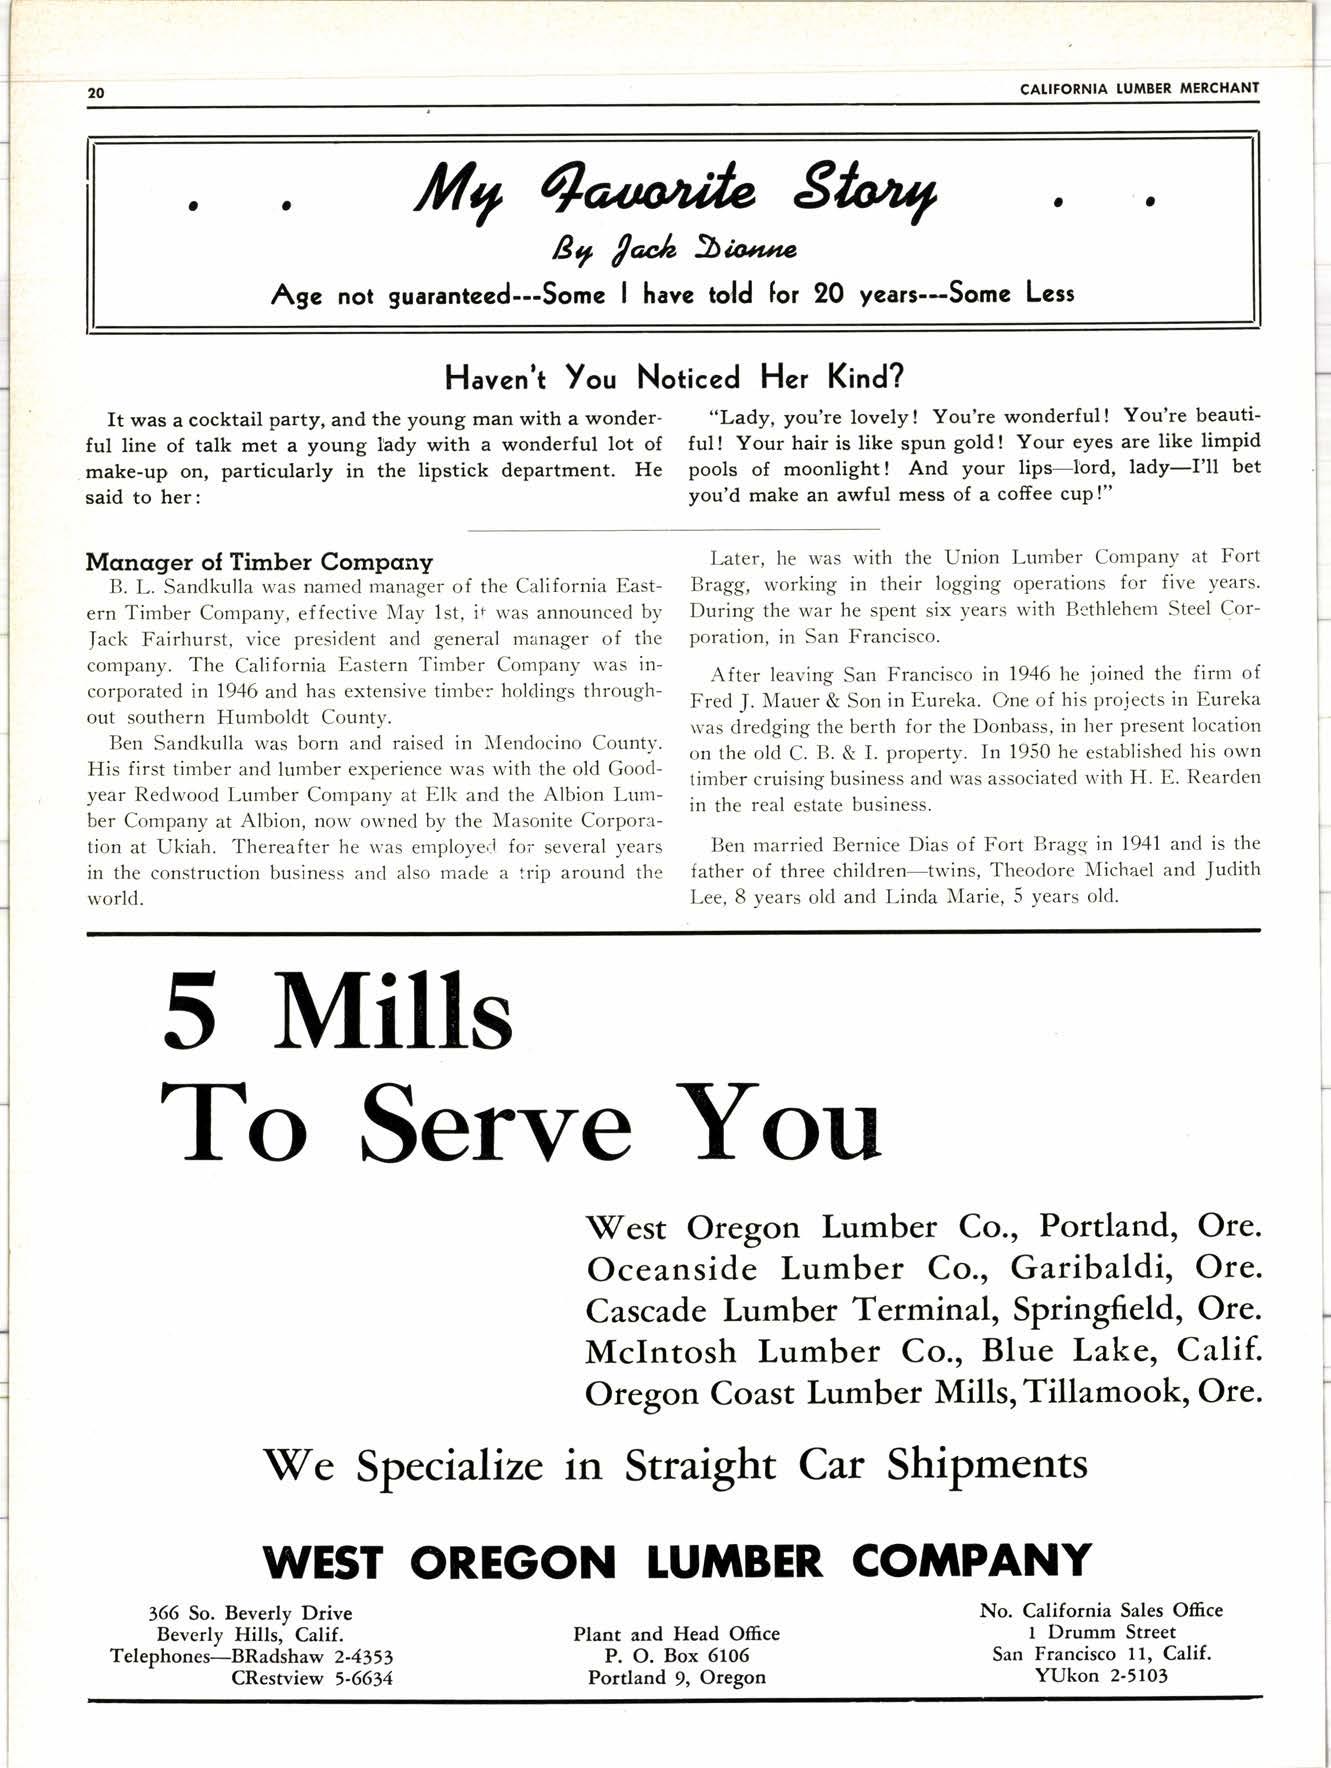 20
CALIFORNIA LUMBER MERCHANT
. . My Favorite Story . .
By Jack Dionne
Age not guaranteed---Some I have told for 20 years---Some Less
Haven't You Noticed Her Kind?
It was a cocktail party, and the young man with a wonder-
ful line of talk met a young lady with a wonderful lot of
make-up on, particularly in the lipstick department. He
said to her:
"Lady, you're lovely! You're wonderful! You're beauti-
ful! Your hair is like spun gold! Your eyes are like limpid
pools of moonlight! And your lips—lord, lady—I'll bet
you'd make an awful mess of a coffee cup!"
Manager of Timber Company
B. L. Sandkulla was named manager of the California East-
ern Timber Company, effective May 1st, it was announced by
Jack Fairhurst, vice president and general manager of the
company. The California Eastern Timber Company was in-
corporated in 1946 and has extensive timber holdings through-
out southern Humboldt County.
Ben Sandkulla was born and raised in Mendocino County.
His first timber and lumber experience was with the old Good-
year Redwood Lumber Company at Elk and the Albion Lum-
ber Company at Albion, now owned by the Masonite Corpora-
tion at Ukiah. Thereafter he was employed for several years
in the construction business and also made a trip around the
world.
Later, he was with the Union Lumber Company at Fort
Bragg, working in their logging operations for five years.
During the war he spent six years with Bethlehem Steel Cor-
poration, in San Francisco.
After leaving San Francisco in 1946 he joined the firm of
Fred J. Mauer & Son in Eureka. One of his projects in Eureka
was dredging the berth for the Donbass, in her present location
on the old C. B. & I. property. In 1950 he established his own
timber cruising business and was associated with H. E. Rearden
in the real estate business.
Ben married Bernice Dias of Fort Bragg in 1941 and is the
father of three children—twins, Theodore Michael and Judith
Lee, 8 years old and Linda Marie, 5 years old.
5 Mills
To Serve You
West Oregon Lumber Co., Portland, Ore.
Oceanside Lumber Co., Garibaldi, Ore.
Cascade Lumber Terminal, Springfield, Ore.
McIntosh Lumber Co., Blue Lake, Calif.
Oregon Coast Lumber Mills, Tillamook, Ore.
We Specialize in Straight Car Shipments
WEST OREGON LUMBER COMPANY
366 So. Beverly Drive
Beverly Hills, Calif.
Telephones—BRadshaw 2-4353
CRestview 5-6634
Plant and Head Office
P. O. Box 6106
Portland 9, Oregon
No. California Sales Office
1 Drumm Street
San Francisco 11, Calif.
YUkon 2-5103